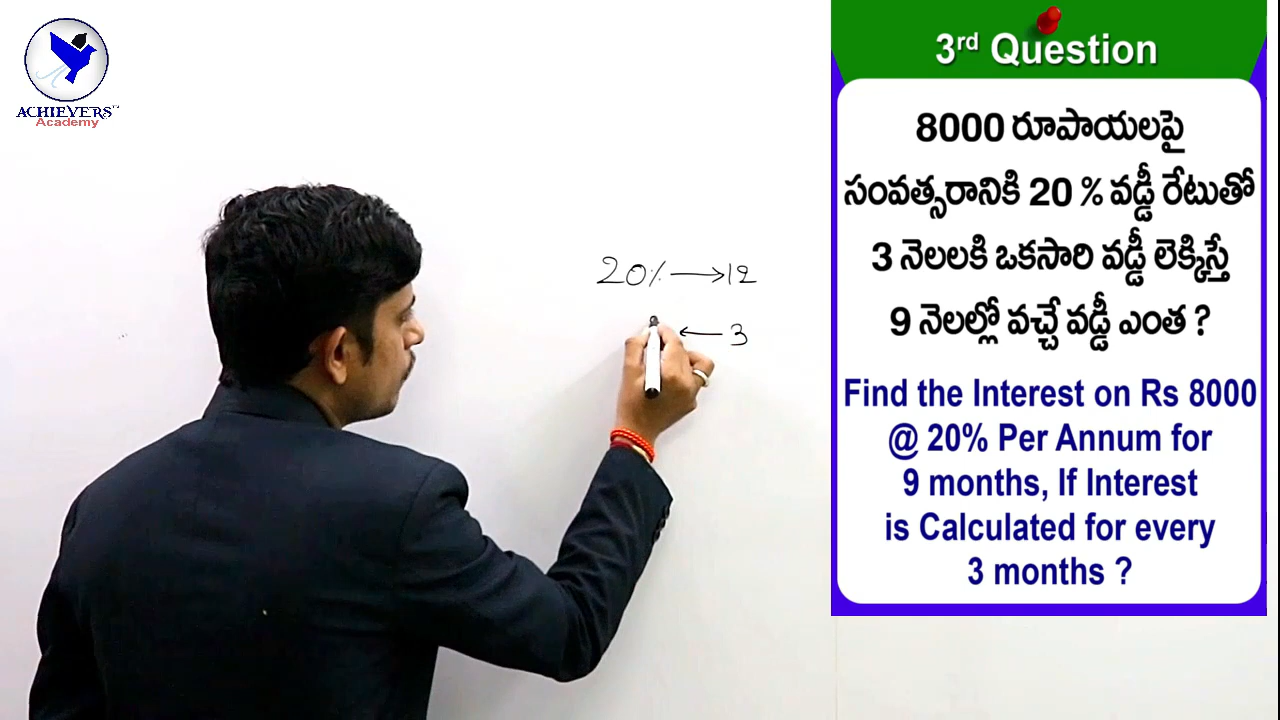 ACHIEVERS
Academy
20% → 12
← 3
3rd Question
8000 రూపాయలపై
సంవత్సరానికి 20 % వడ్డీ రేటుతో
3 నెలలకి ఒకసారి వడ్డీ లెక్కిస్తే
9 నెలల్లో వచ్చే వడ్డీ ఎంత ?
Find the Interest on Rs 8000
@ 20% Per Annum for
9 months, If Interest
is Calculated for every
3 months ?